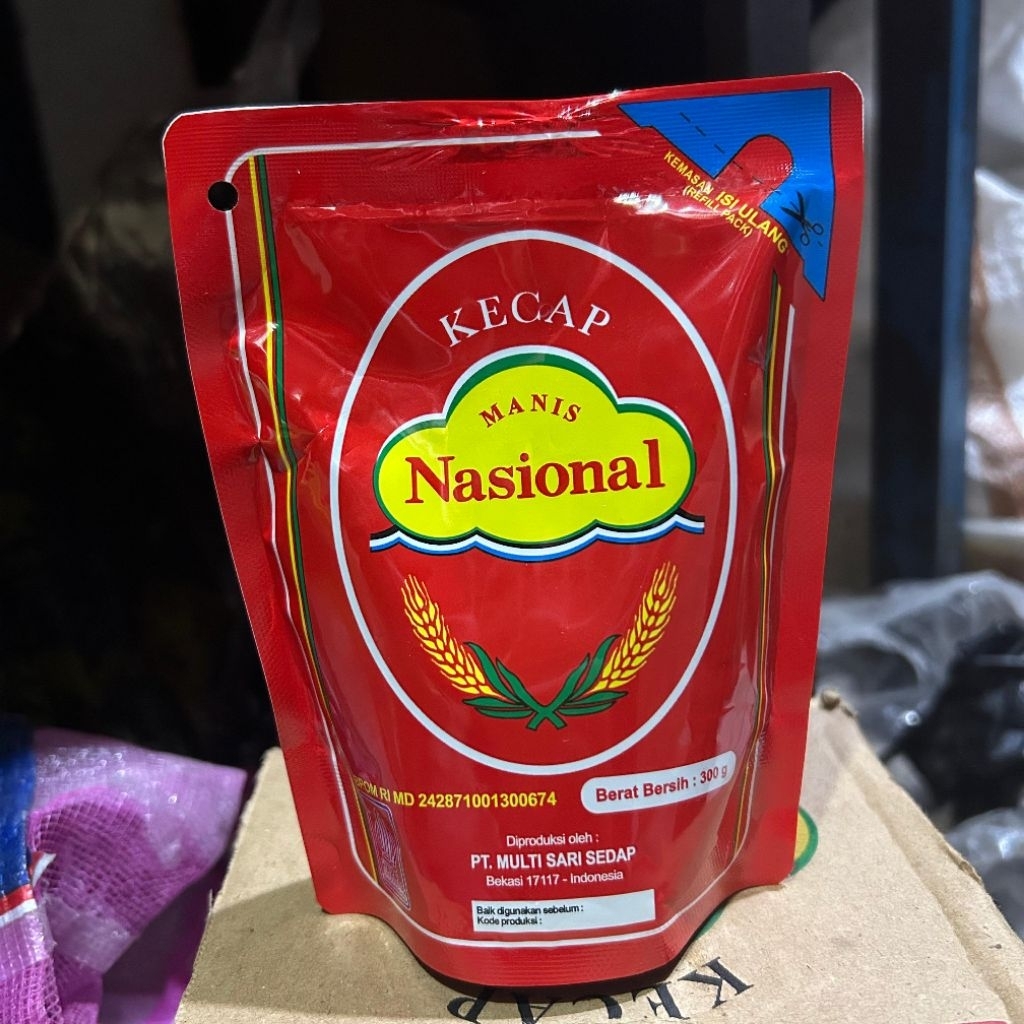 KEMASAN ISI ULANG
(REFILL PACK)
KECAP
MANIS
Nasional
BPOM RI MD 242871001300674
Berat Bersih : 300 g
Diproduksi oleh :
PT. MULTI SARI SEDAP
Bekasi 17117 - Indonesia
Baik digunakan sebelum :
Kode produksi :
KECAP